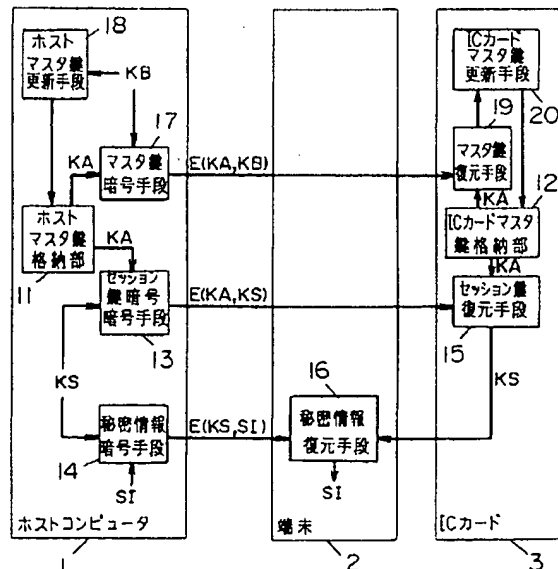 18
ホスト
マスタ鍵
更新手段
KB
17
KA
マスタ鍵
暗号手段
E(KA,KB)
ICカード
マスタ鍵
更新手段
20
19
マスタ鍵
復元手段
KA
12
ホスト
マスタ鍵
格納部
11
KA
セッション
鍵暗号
暗号手段
13
E(KA,KS)
ICカードマスタ
鍵格納部
KA
セッション鍵
復元手段
15
KS
KS
16
秘密情報
暗号手段
14
SI
E(KS,SI)
秘密情報
復元手段
SI
ホストコンピュータ
1
端末
2
ICカード
3